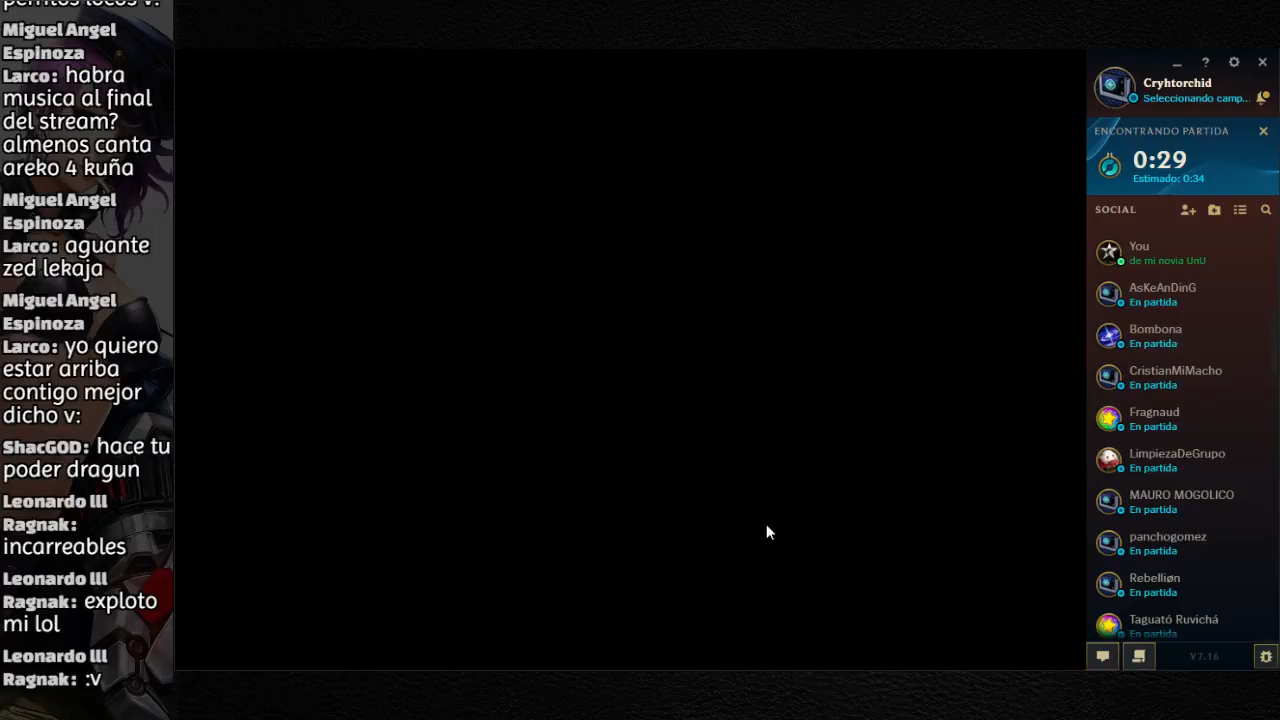 perritos locos v:
Miguel Angel
Espinoza
Larco: habra
musica al final
del stream?
almenos canta
areko 4 kuña
Miguel Angel
Espinoza
Larco: aguante
zed lekaja
Miguel Angel
Espinoza
Larco: yo quiero
estar arriba
contigo mejor
dicho v:
ShacGOD: hace tu
poder dragun
Leonardo lll
Ragnak:
incarreables
Leonardo lll
Ragnak: exploto
mi lol
Leonardo lll
Ragnak: :V
Cryhtorchid
Seleccionando camp...
ENCONTRANDO PARTIDA
0:29
Estimado: 0:34
SOCIAL
You
de mi novia UnU
AsKeAnDinG
En partida
Bombona
En partida
CristianMiMacho
En partida
Fragnaud
En partida
LimpiezaDeGrupo
En partida
MAURO MOGOLICO
En partida
panchogomez
En partida
Rebelliøn
En partida
Taguató Ruvichá
En partida
V7.16